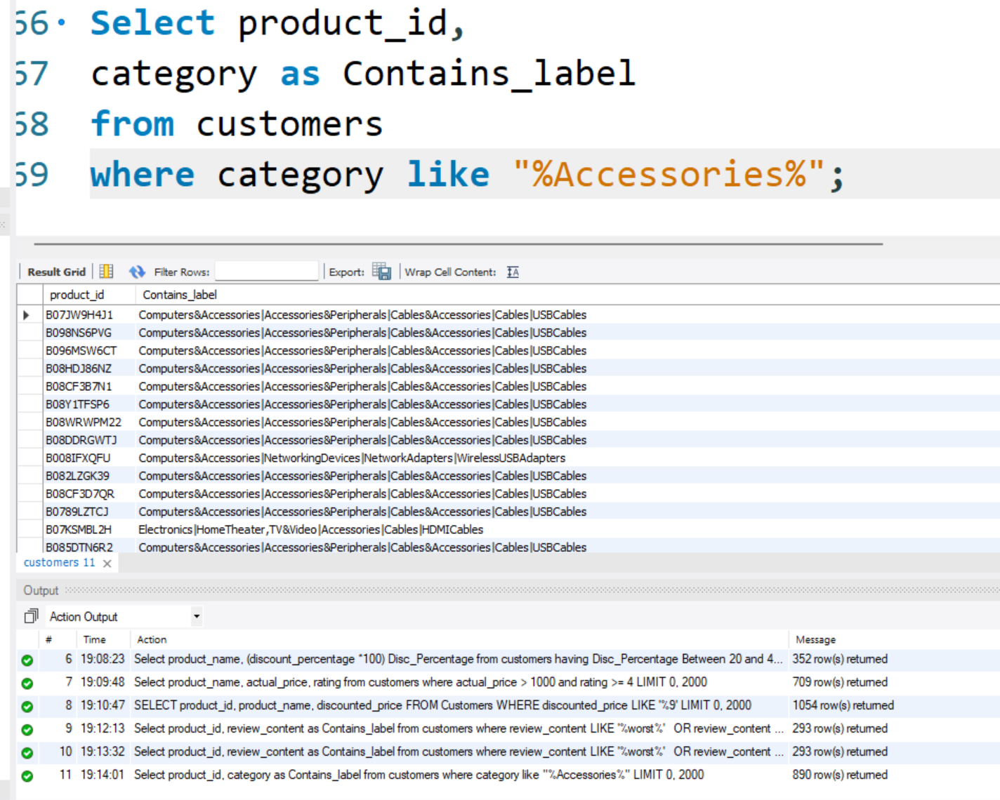 66 Select product_id,
67 category as Contains_label
68 from customers
69 where category like "%Accessories%";
Result Grid Filter Rows: Export: Wrap Cell Content: IA
product_id Contains_label
B07JW9H4J1 Computers&Accessories|Accessories&Peripherals|Cables&Accessories|Cables|USBCables
B098NS6PVG Computers&Accessories|Accessories&Peripherals|Cables&Accessories|Cables|USBCables
B096MSW6CT Computers&Accessories|Accessories&Peripherals|Cables&Accessories|Cables|USBCables
B08HDJ86NZ Computers&Accessories|Accessories&Peripherals|Cables&Accessories|Cables|USBCables
B08CF3B7N1 Computers&Accessories|Accessories&Peripherals|Cables&Accessories|Cables|USBCables
B08Y1TFSP6 Computers&Accessories|Accessories&Peripherals|Cables&Accessories|Cables|USBCables
B08WRWPM22 Computers&Accessories|Accessories&Peripherals|Cables&Accessories|Cables|USBCables
B08DDRGWTJ Computers&Accessories|Accessories&Peripherals|Cables&Accessories|Cables|USBCables
B008IFXQFU Computers&Accessories|NetworkingDevices|NetworkAdapters|WirelessUSBAdapters
B082LZGK39 Computers&Accessories|Accessories&Peripherals|Cables&Accessories|Cables|USBCables
B08CF3D7QR Computers&Accessories|Accessories&Peripherals|Cables&Accessories|Cables|USBCables
B0789LZTCJ Computers&Accessories|Accessories&Peripherals|Cables&Accessories|Cables|USBCables
B07KSMBL2H Electronics|HomeTheater,TV&Video|Accessories|Cables|HDMICables
B085DTN6R2 Computers&Accessories|Accessories&Peripherals|Cables&Accessories|Cables|USBCables
customers 11
Output
Action Output
# Time Action Message
6 19:08:23 Select product_name, (discount_percentage *100) Disc_Percentage from customers having Disc_Percentage Between 20 and 4... 352 row(s) returned
7 19:09:48 Select product_name, actual_price, rating from customers where actual_price > 1000 and rating >= 4 LIMIT 0, 2000 709 row(s) returned
8 19:10:47 SELECT product_id, product_name, discounted_price FROM Customers WHERE discounted_price LIKE '%9' LIMIT 0, 2000 1054 row(s) returned
9 19:12:13 Select product_id, review_content as Contains_label from customers where review_content LIKE '%worst%' OR review_content ... 293 row(s) returned
10 19:13:32 Select product_id, review_content as Contains_label from customers where review_content LIKE '%worst%' OR review_content ... 293 row(s) returned
11 19:14:01 Select product_id, category as Contains_label from customers where category like "%Accessories%" LIMIT 0, 2000 890 row(s) returned